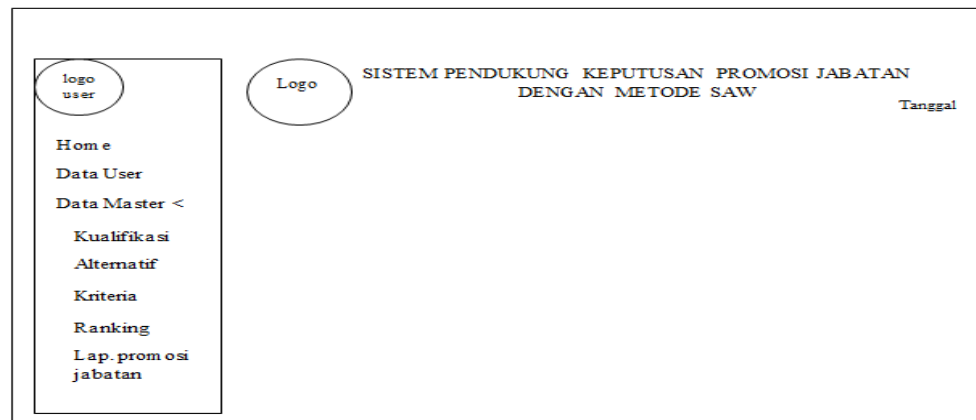 logo
user
Home
Data User
Data Master <
Kualifikasi
Alternatif
Kriteria
Ranking
Lap. promosi
jabatan
Logo
SISTEM PENDUKUNG KEPUTUSAN PROMOSI JABATAN
DENGAN METODE SAW
Tanggal